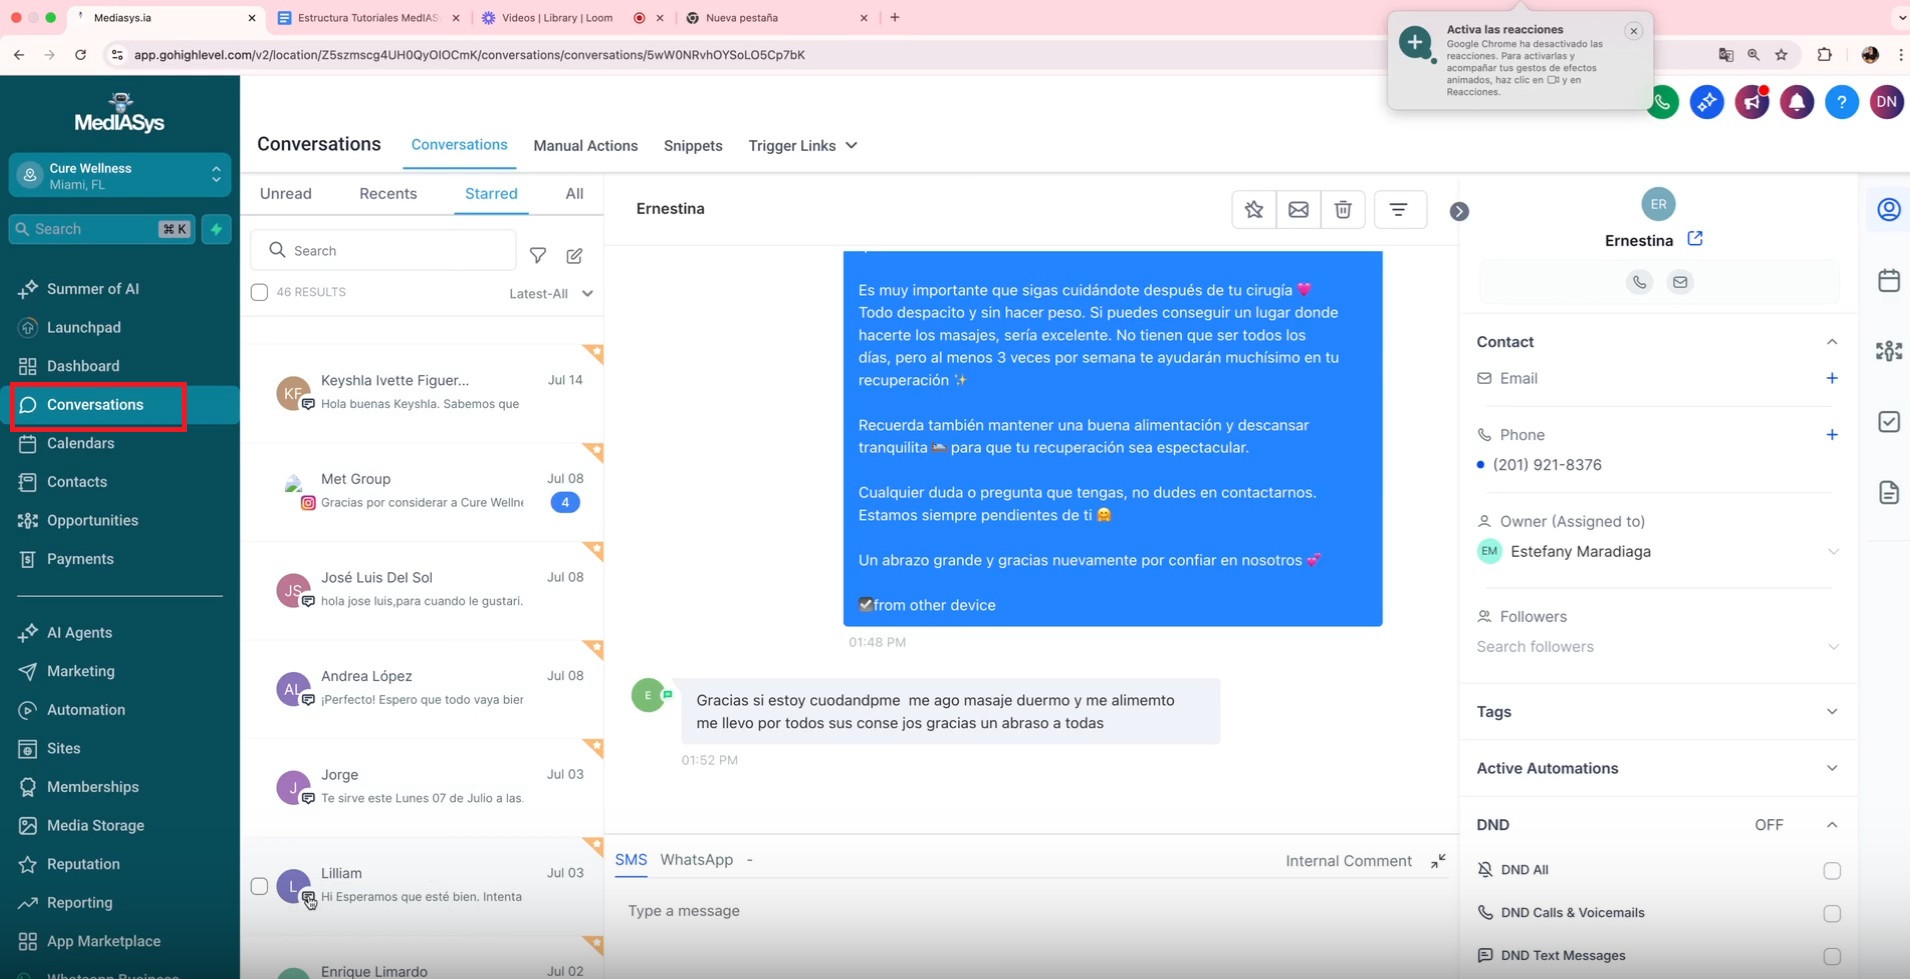 Mediasys.ia
Estructura Tutoriales MedIAS
Videos | Library | Loom
Nueva pestaña
app.gohighlevel.com/v2/location/Z5szmscg4UH0QyOIOCmK/conversations/conversations/5wW0NRvhOYSoLO5Cp7bK
Activa las reacciones
Google Chrome ha desactivado las
reacciones. Para activarlas y
acompañar tus gestos de efectos
animados, haz clic en y en
Reacciones.
MedIASys
Cure Wellness
Miami, FL
Search
⌘ K
Summer of AI
Launchpad
Dashboard
Conversations
Calendars
Contacts
Opportunities
Payments
AI Agents
Marketing
Automation
Sites
Memberships
Media Storage
Reputation
Reporting
App Marketplace
Whatsapp Business
Conversations
Conversations
Manual Actions
Snippets
Trigger Links
?
DN
Unread
Recents
Starred
All
Search
46 RESULTS
Latest-All
KF
Keyshla Ivette Figuer...
Jul 14
Hola buenas Keyshla. Sabemos que
Met Group
Jul 08
Gracias por considerar a Cure Wellne
4
JS
José Luis Del Sol
Jul 08
hola jose luis,para cuando le gustari.
AL
Andrea López
Jul 08
¡Perfecto! Espero que todo vaya bien
J
Jorge
Jul 03
Te sirve este Lunes 07 de Julio a las.
L
Lilliam
Jul 03
Hi Esperamos que esté bien. Intenta
Enrique Limardo
Jul 02
Ernestina
Es muy importante que sigas cuidándote después de tu cirugía 💗
Todo despacito y sin hacer peso. Si puedes conseguir un lugar donde
hacerte los masajes, sería excelente. No tienen que ser todos los
días, pero al menos 3 veces por semana te ayudarán muchísimo en tu
recuperación ✨
Recuerda también mantener una buena alimentación y descansar
tranquilita 🛌 para que tu recuperación sea espectacular.
Cualquier duda o pregunta que tengas, no dudes en contactarnos.
Estamos siempre pendientes de ti 🤗
Un abrazo grande y gracias nuevamente por confiar en nosotros 💞
☑️from other device
01:48 PM
E
Gracias si estoy cuodandpme me ago masaje duermo y me alimemto
me llevo por todos sus conse jos gracias un abraso a todas
01:52 PM
SMS
WhatsApp
-
Internal Comment
Type a message
ER
Ernestina
Contact
Email
+
Phone
+
(201) 921-8376
Owner (Assigned to)
EM
Estefany Maradiaga
Followers
Search followers
Tags
Active Automations
DND
OFF
DND All
DND Calls & Voicemails
DND Text Messages